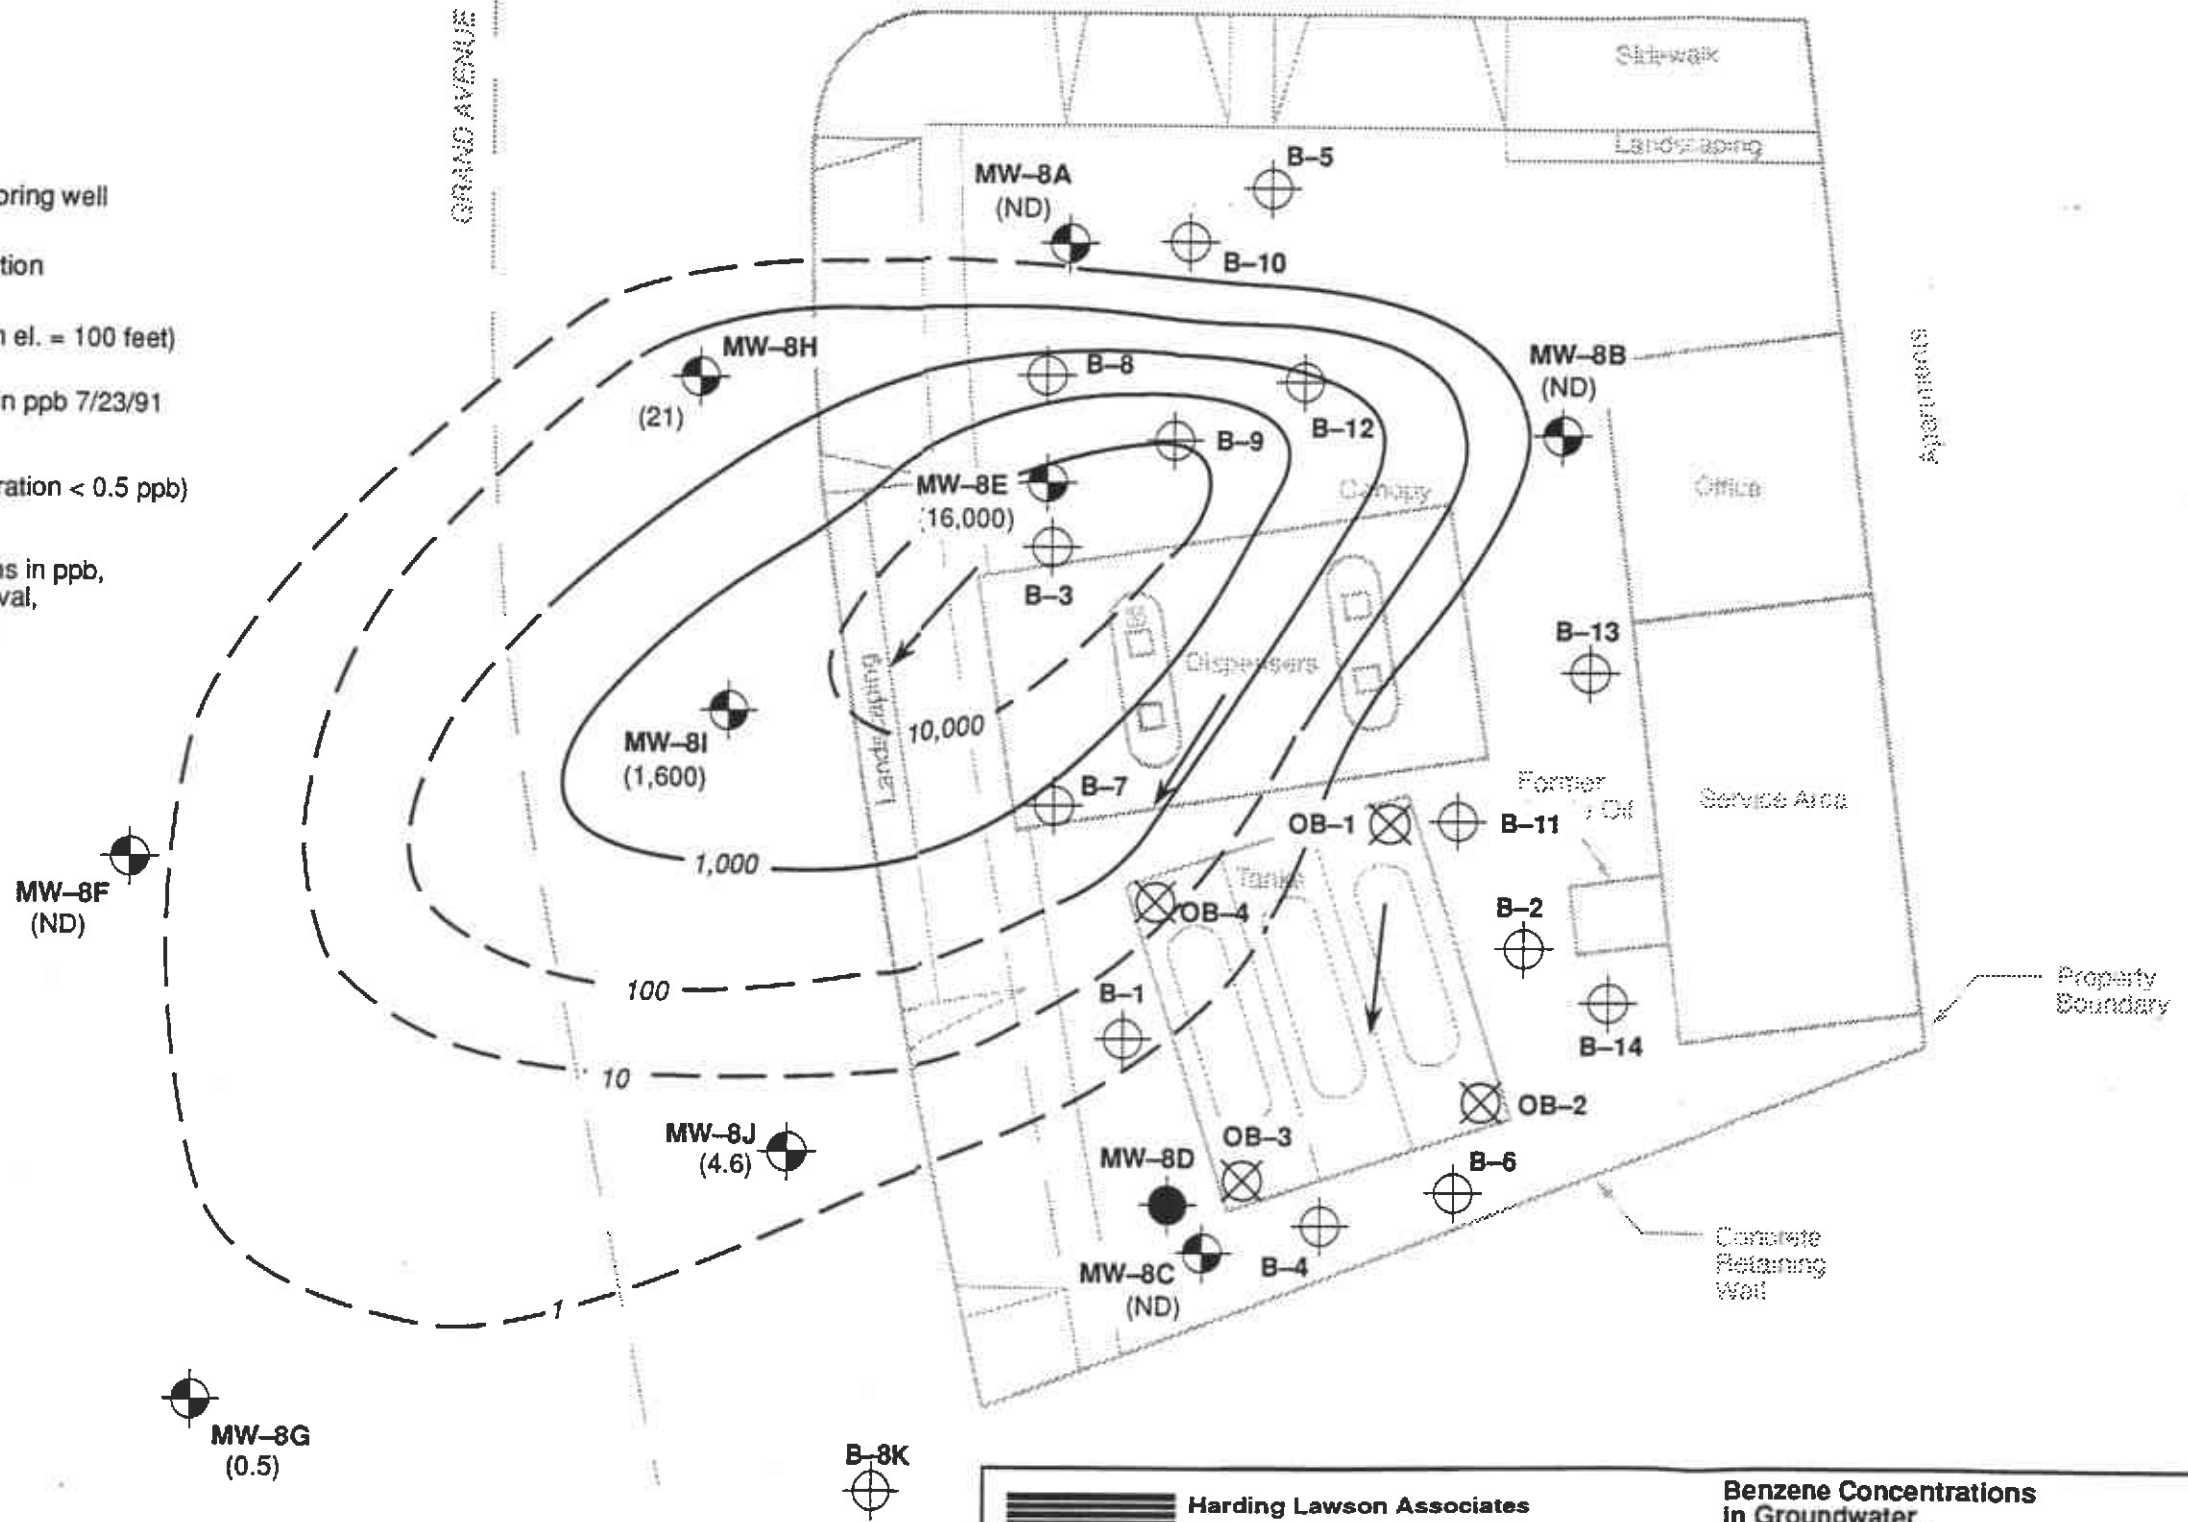 GRAND AVENUE
Sidewalk
Landscaping
oring well
tion
n el. = 100 feet)
n ppb 7/23/91
ration < 0.5 ppb)
ns in ppb,
val,
MW–8A
(ND)
B–5
B–10
MW–8H
(21)
B–8
B–12
MW–8B
(ND)
Apartments
B–9
MW–8E
(16,000)
Canopy
Office
B–3
B–13
Dispensers
Landscaping
10,000
MW–8I
(1,600)
B–7
Former
Oil
Service Area
OB–1
B–11
1,000
Tanks
OB–4
MW–8F
(ND)
B–2
100
B–1
B–14
Property
Boundary
10
OB–2
MW–8J
(4.6)
OB–3
MW–8D
B–6
Concrete
Retaining
Wall
MW–8C
(ND)
B–4
1
MW–8G
(0.5)
B–8K
Harding Lawson Associates
Benzene Concentrations
in Groundwater